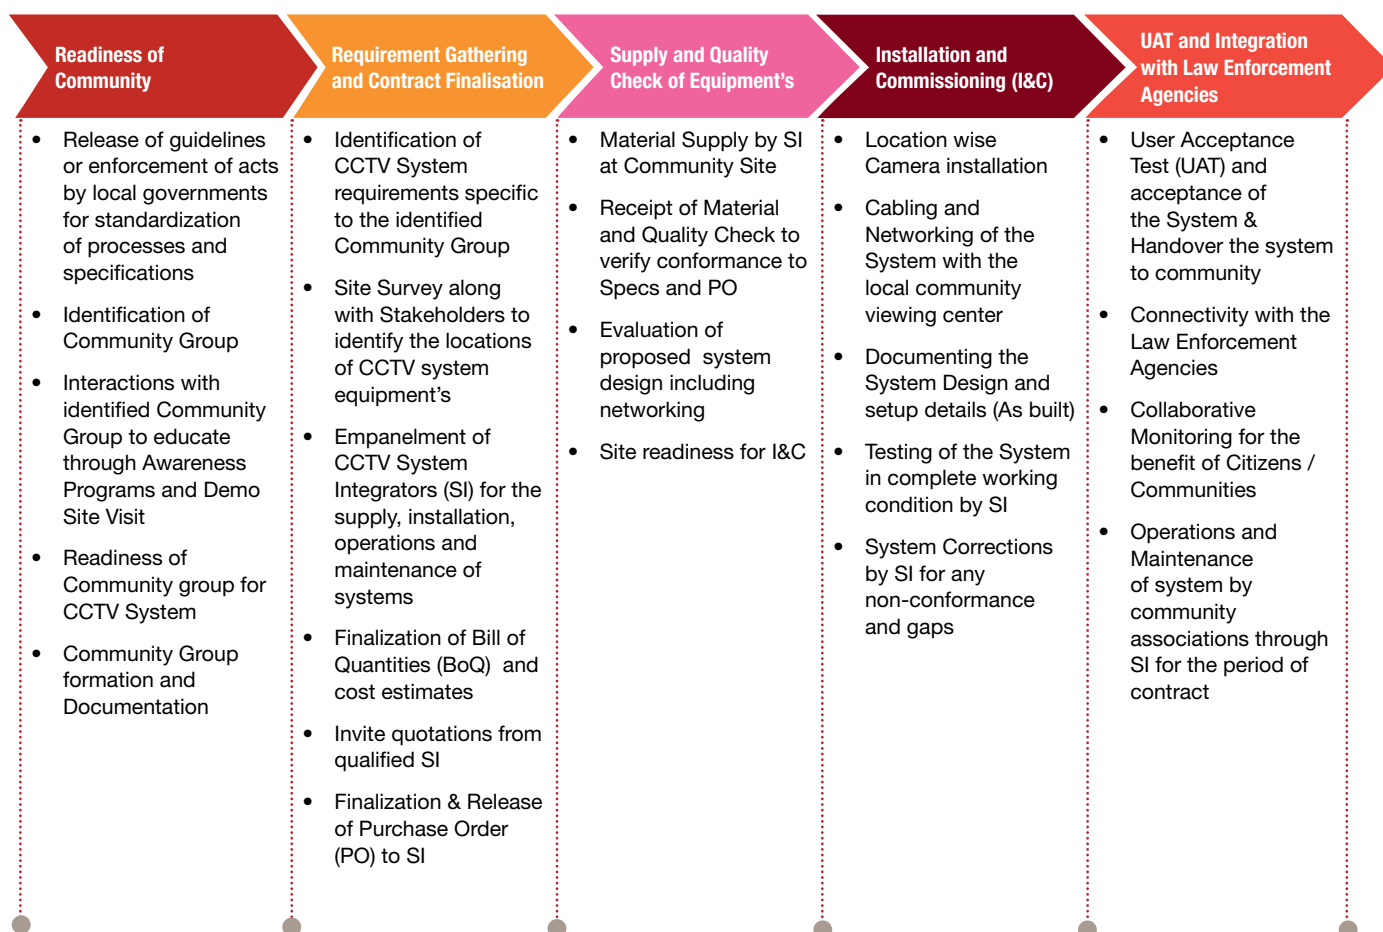 Readiness of
Community
• Release of guidelines
or enforcement of acts
by local governments
for standardization
of processes and
specifications
• Identification of
Community Group
• Interactions with
identified Community
Group to educate
through Awareness
Programs and Demo
Site Visit
• Readiness of
Community group for
CCTV System
• Community Group
formation and
Documentation
Requirement Gathering
and Contract Finalisation
• Identification of
CCTV System
requirements specific
to the identified
Community Group
• Site Survey along
with Stakeholders to
identify the locations
of CCTV system
equipment’s
• Empanelment of
CCTV System
Integrators (SI) for the
supply, installation,
operations and
maintenance of
systems
• Finalization of Bill of
Quantities (BoQ) and
cost estimates
• Invite quotations from
qualified SI
• Finalization & Release
of Purchase Order
(PO) to SI
Supply and Quality
Check of Equipment’s
• Material Supply by SI
at Community Site
• Receipt of Material
and Quality Check to
verify conformance to
Specs and PO
• Evaluation of
proposed system
design including
networking
• Site readiness for I&C
Installation and
Commissioning (I&C)
• Location wise
Camera installation
• Cabling and
Networking of the
System with the
local community
viewing center
• Documenting the
System Design and
setup details (As built)
• Testing of the System
in complete working
condition by SI
• System Corrections
by SI for any
non-conformance
and gaps
UAT and Integration
with Law Enforcement
Agencies
• User Acceptance
Test (UAT) and
acceptance of
the System &
Handover the system
to community
• Connectivity with the
Law Enforcement
Agencies
• Collaborative
Monitoring for the
benefit of Citizens /
Communities
• Operations and
Maintenance
of system by
community
associations through
SI for the period of
contract